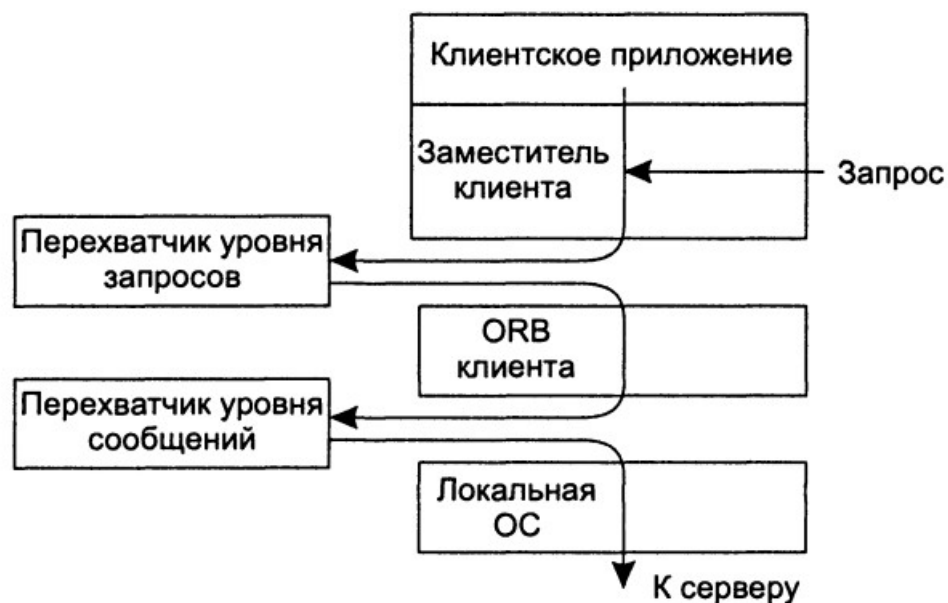 Клиентское приложение
Заместитель
клиента
Запрос
Перехватчик уровня
запросов
ORB
клиента
Перехватчик уровня
сообщений
Локальная
ОС
К серверу